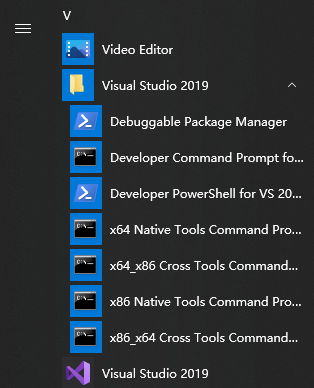 V
Video Editor
Visual Studio 2019
Debuggable Package Manager
Developer Command Prompt fo...
Developer PowerShell for VS 20...
x64 Native Tools Command Pro...
x64_x86 Cross Tools Command...
x86 Native Tools Command Pro...
x86_x64 Cross Tools Command...
Visual Studio 2019